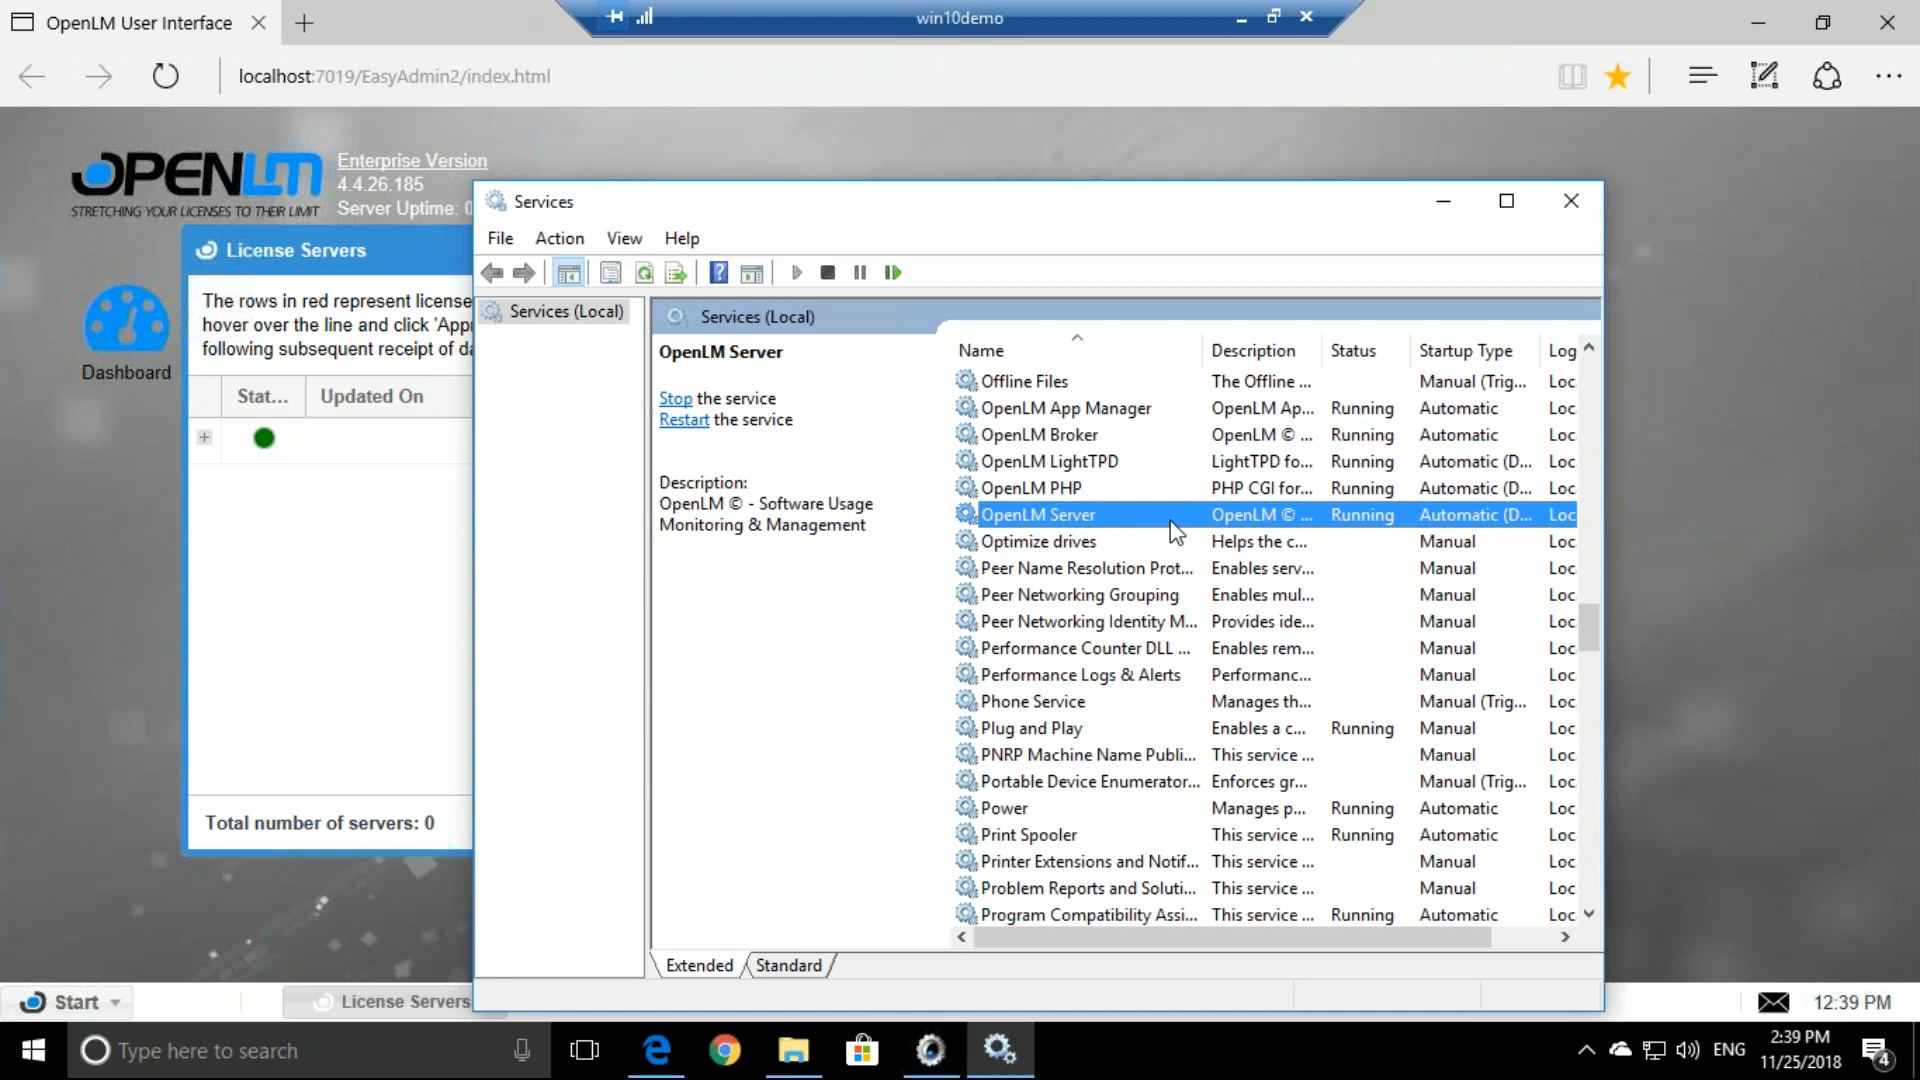 OpenLM User Interface
win10demo
localhost:7019/EasyAdmin2/index.html
OPENLM
STRETCHING YOUR LICENSES TO THEIR LIMIT
Enterprise Version
4.4.26.185
Server Uptime: 0
License Servers
The rows in red represent license
hover over the line and click 'App
following subsequent receipt of da
Dashboard
Stat... Updated On
Total number of servers: 0
Services
File Action View Help
Services (Local)
Services (Local)
OpenLM Server
Stop the service
Restart the service
Description:
OpenLM © - Software Usage
Monitoring & Management
Name Description Status Startup Type Log
Offline Files The Offline ... Manual (Trig... Loc
OpenLM App Manager OpenLM Ap... Running Automatic Loc
OpenLM Broker OpenLM © ... Running Automatic Loc
OpenLM LightTPD LightTPD fo... Running Automatic (D... Loc
OpenLM PHP PHP CGI for... Running Automatic (D... Loc
OpenLM Server OpenLM © ... Running Automatic (D... Loc
Optimize drives Helps the c... Manual Loc
Peer Name Resolution Prot... Enables serv... Manual Loc
Peer Networking Grouping Enables mul... Manual Loc
Peer Networking Identity M... Provides ide... Manual Loc
Performance Counter DLL ... Enables rem... Manual Loc
Performance Logs & Alerts Performanc... Manual Loc
Phone Service Manages th... Manual (Trig... Loc
Plug and Play Enables a c... Running Manual Loc
PNRP Machine Name Publi... This service ... Manual Loc
Portable Device Enumerator... Enforces gr... Manual (Trig... Loc
Power Manages p... Running Automatic Loc
Print Spooler This service ... Running Automatic Loc
Printer Extensions and Notif... This service ... Manual Loc
Problem Reports and Soluti... This service ... Manual Loc
Program Compatibility Assi... This service ... Running Automatic Loc
Extended Standard
Start License Servers 12:39 PM
Type here to search
ENG
2:39 PM
11/25/2018
4